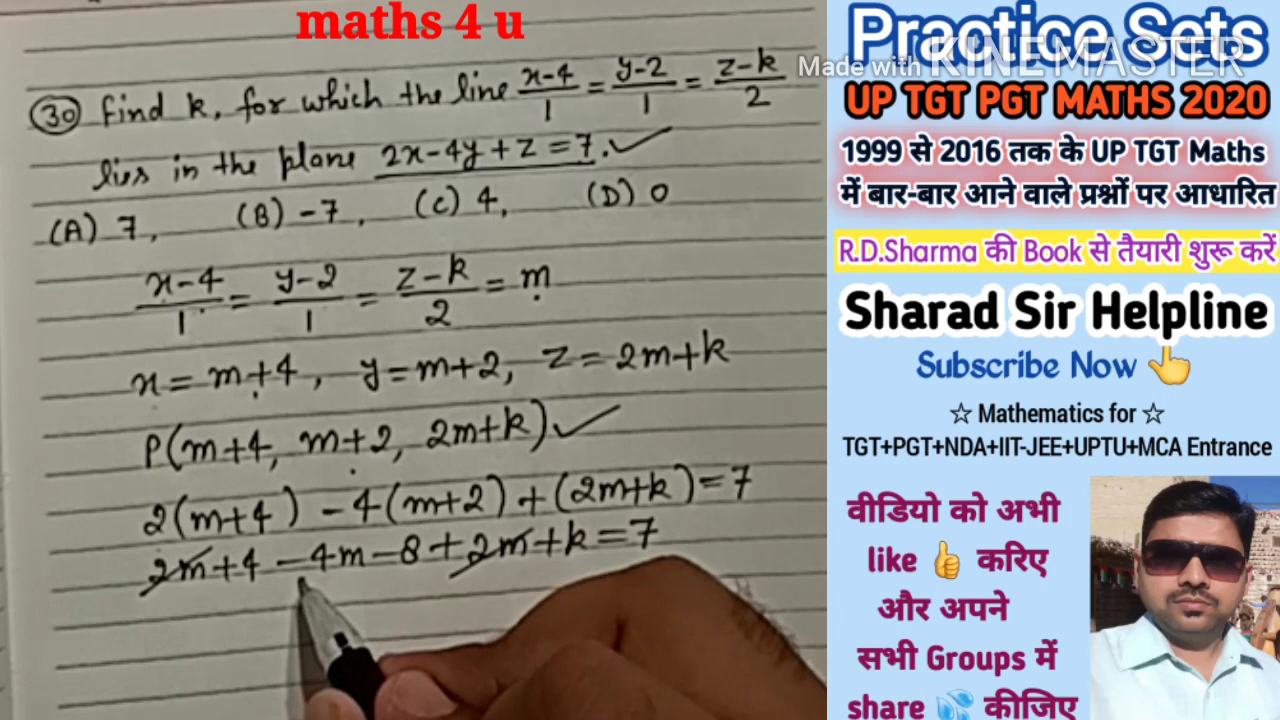 maths 4 u
(30) Find k, for which the line x-4/1 = y-2/1 = z-k/2
lies in the plane 2x-4y+z=7. ✓
(A) 7, (B) -7, (C) 4, (D) 0
x-4/1 = y-2/1 = z-k/2 = m
x = m+4, y = m+2, z = 2m+k
P(m+4, m+2, 2m+k) ✓
2(m+4) - 4(m+2) + (2m+k) = 7
2m+4 -4m-8+2m+k=7
Practice Sets
Made with KINEMASTER
UP TGT PGT MATHS 2020
1999 से 2016 तक के UP TGT Maths
में बार-बार आने वाले प्रश्नों पर आधारित
R.D.Sharma की Book से तैयारी शुरू करें
Sharad Sir Helpline
Subscribe Now 👆
☆ Mathematics for ☆
TGT+PGT+NDA+IIT-JEE+UPTU+MCA Entrance
वीडियो को अभी
like 👍 करिए
और अपने
सभी Groups में
share 💦 कीजिए